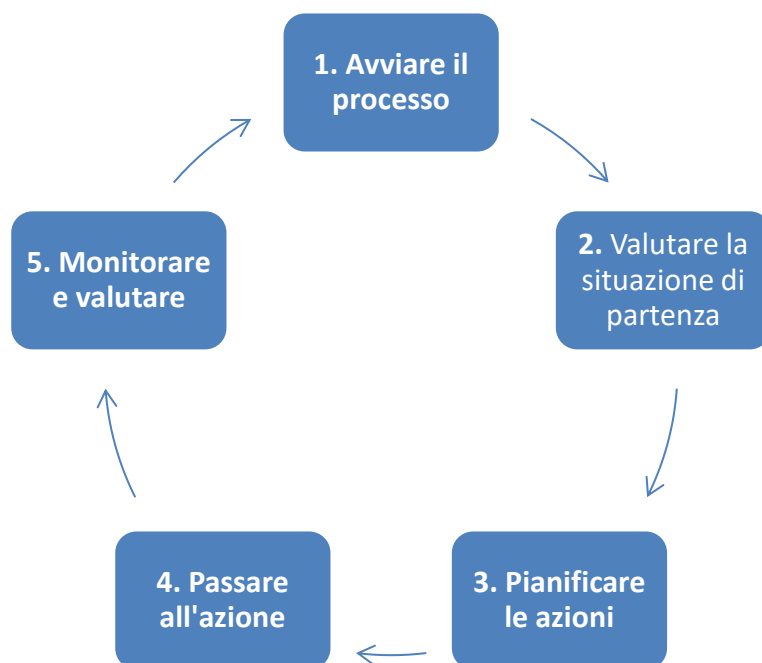 1. Avviare il
processo
2. Valutare la
situazione di
partenza
3. Pianificare
le azioni
4. Passare
all'azione
5. Monitorare
e valutare